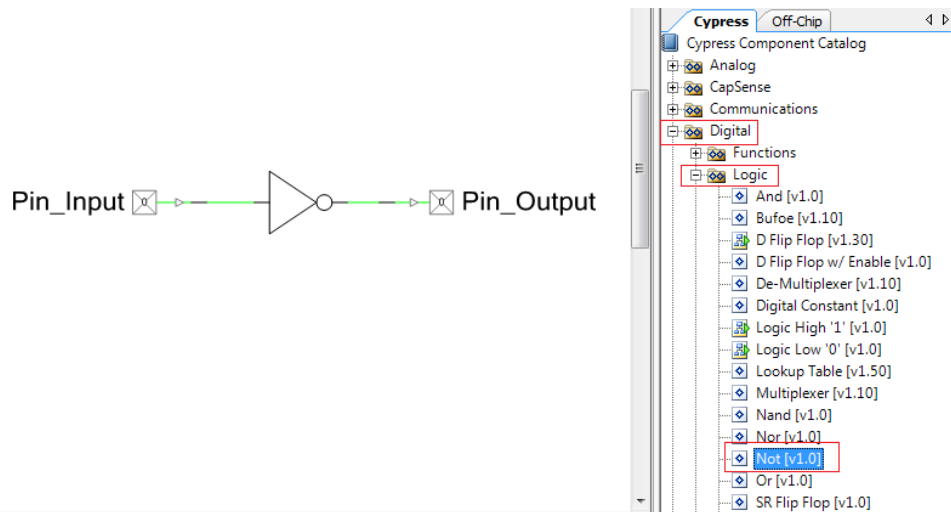 Pin_Input 0 0 Pin_Output
Cypress Off-Chip
Cypress Component Catalog
Analog
CapSense
Communications
Digital
Functions
Logic
And [v1.0]
Bufoe [v1.10]
D Flip Flop [v1.30]
D Flip Flop w/ Enable [v1.0]
De-Multiplexer [v1.10]
Digital Constant [v1.0]
Logic High '1' [v1.0]
Logic Low '0' [v1.0]
Lookup Table [v1.50]
Multiplexer [v1.10]
Nand [v1.0]
Nor [v1.0]
Not [v1.0]
Or [v1.0]
SR Flip Flop [v1.0]